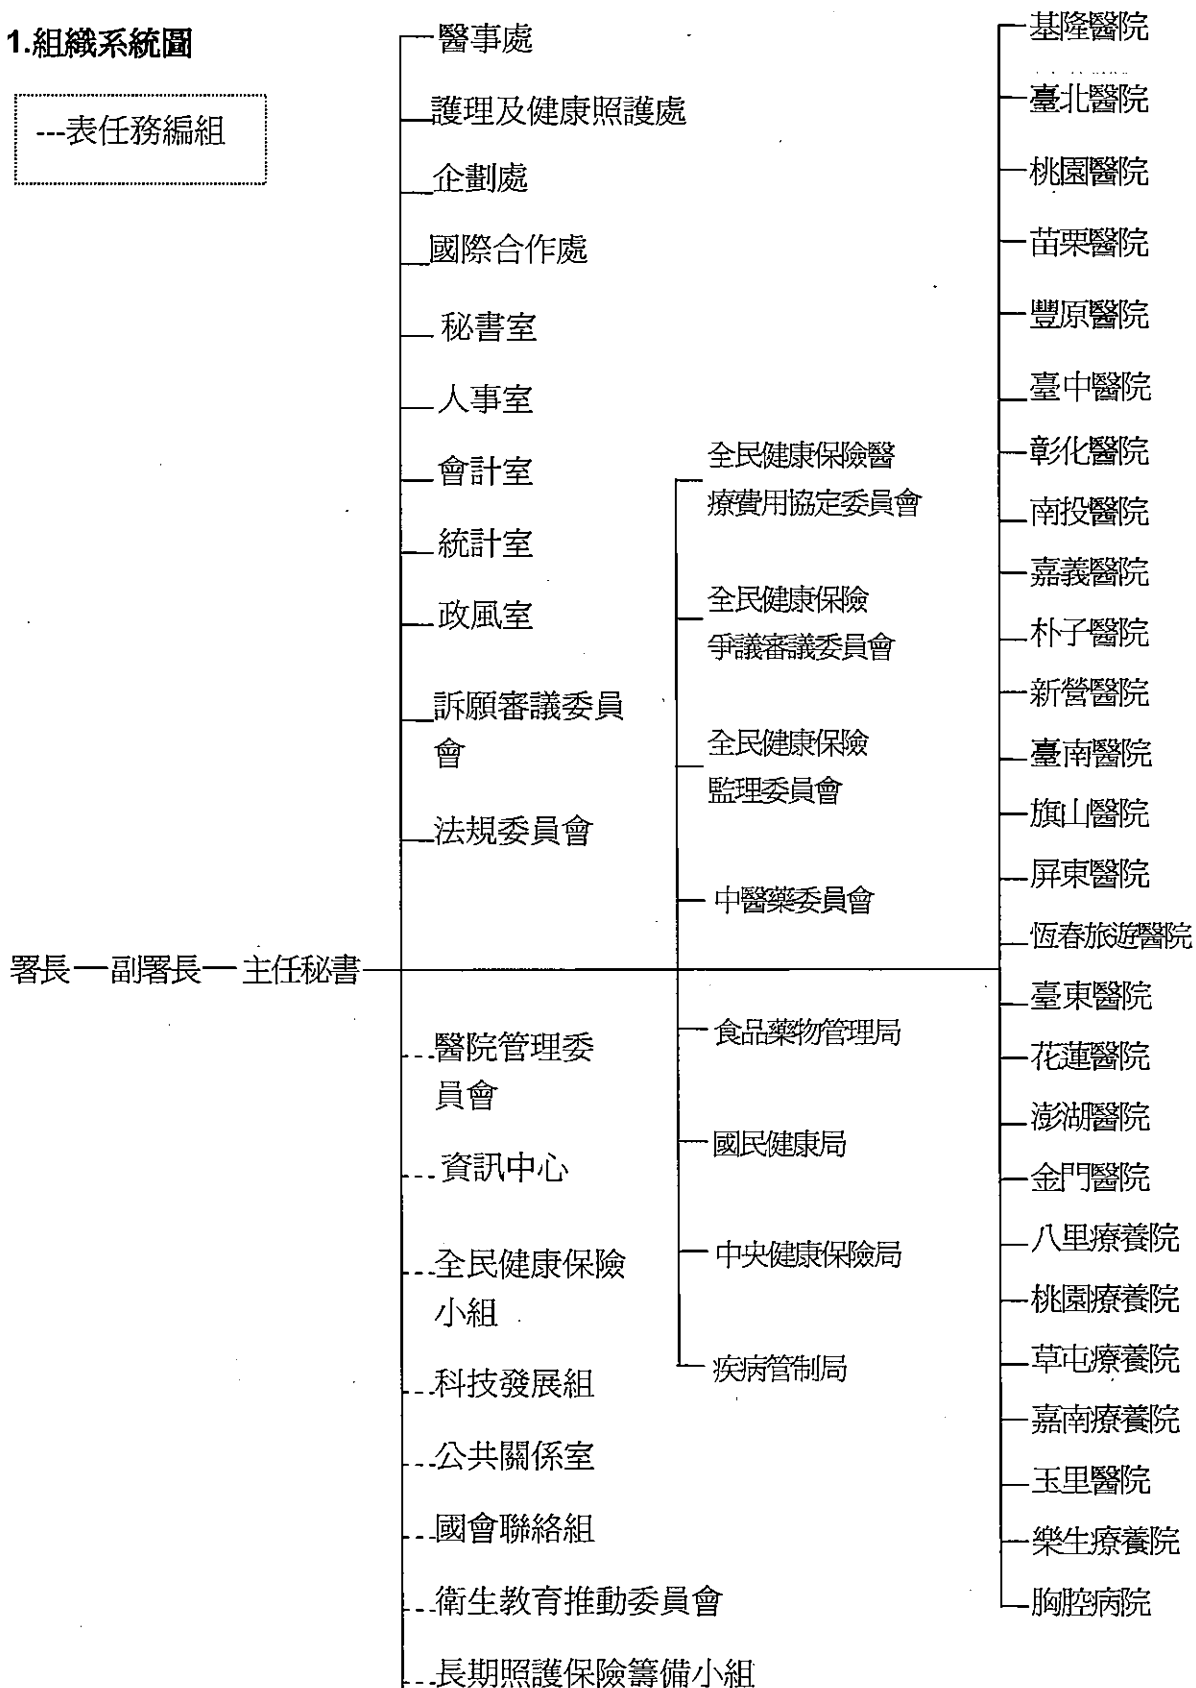 1.組織系統圖
---表任務編組
署長—副署長—主任秘書
醫事處
護理及健康照護處
企劃處
國際合作處
秘書室
人事室
會計室
統計室
政風室
訴願審議委員
會
法規委員會
醫院管理委
員會
資訊中心
全民健康保險
小組
科技發展組
公共關係室
國會聯絡組
衛生教育推動委員會
長期照護保險籌備小組
全民健康保險醫
療費用協定委員會
全民健康保險
爭議審議委員會
全民健康保險
監理委員會
中醫藥委員會
食品藥物管理局
國民健康局
中央健康保險局
疾病管制局
基隆醫院
臺北醫院
桃園醫院
苗栗醫院
豐原醫院
臺中醫院
彰化醫院
南投醫院
嘉義醫院
朴子醫院
新營醫院
臺南醫院
旗山醫院
屏東醫院
恆春旅遊醫院
臺東醫院
花蓮醫院
澎湖醫院
金門醫院
八里療養院
桃園療養院
草屯療養院
嘉南療養院
玉里醫院
樂生療養院
胸腔病院